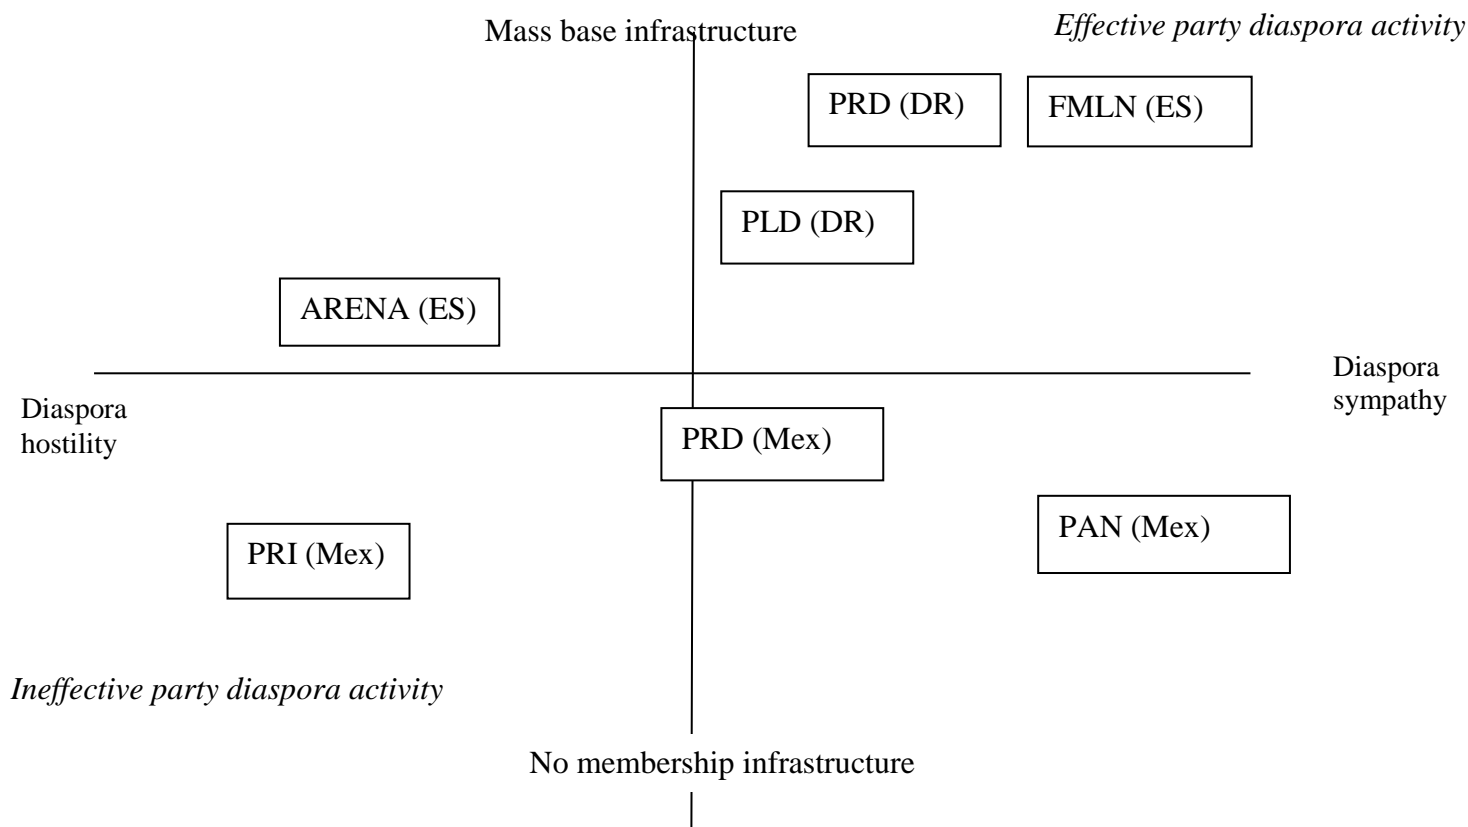 Effective party diaspora activity
Mass base infrastructure
PRD (DR)
FMLN (ES)
PLD (DR)
ARENA (ES)
Diaspora
sympathy
Diaspora
hostility
PRD (Mex)
PAN (Mex)
PRI (Mex)
Ineffective party diaspora activity
No membership infrastructure